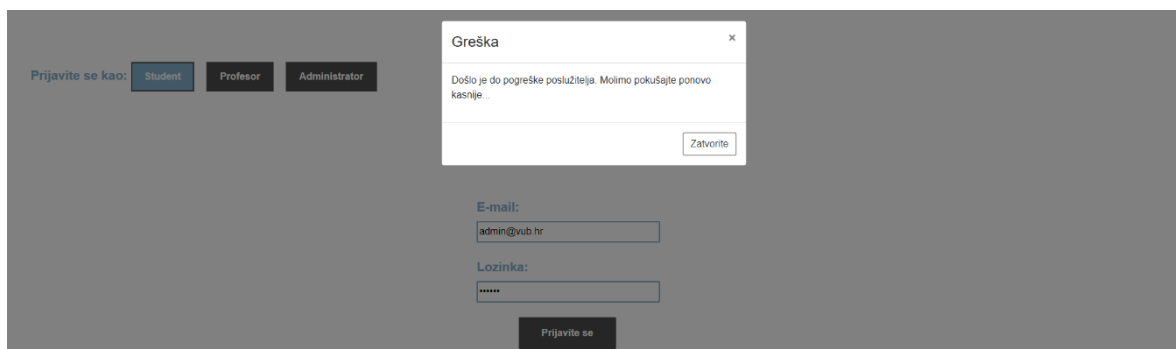 Greška ×
Došlo je do pogreške poslužitelja. Molimo pokušajte ponovo
kasnije...
Zatvorite
Prijavite se kao: Student Profesor Administrator
E-mail:
admin@vub.hr
Lozinka:
••••••
Prijavite se